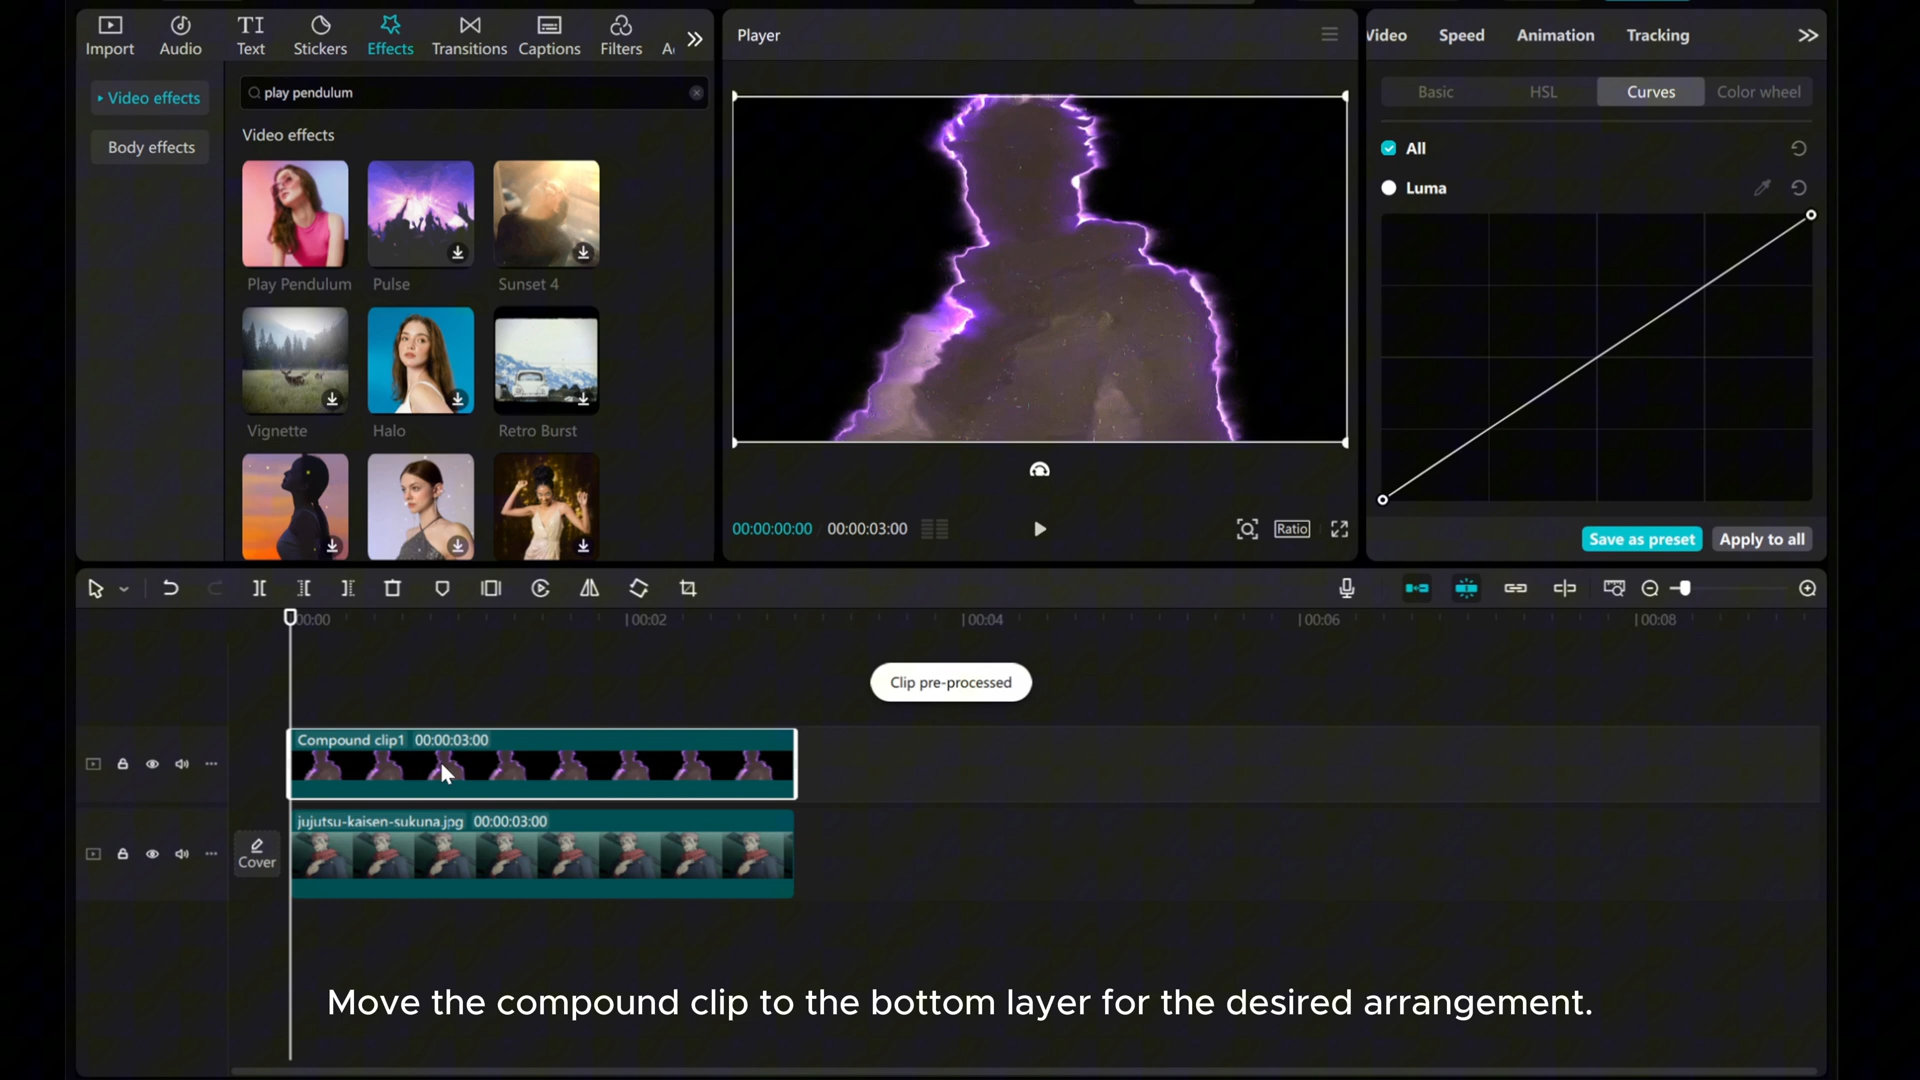 Import
Audio
Text
Stickers
Effects
Transitions
Captions
Filters
Video effects
Body effects
play pendulum
Video effects
Play Pendulum
Pulse
Sunset 4
Vignette
Halo
Retro Burst
Player
00:00:00:00
00:00:03:00
Ratio
Video
Speed
Animation
Tracking
Basic
HSL
Curves
Color wheel
All
Luma
Save as preset
Apply to all
00:00
00:02
00:04
00:06
00:08
Clip pre-processed
Compound clip1 00:00:03:00
jujutsu-kaisen-sukuna.jpg 00:00:03:00
Cover
Move the compound clip to the bottom layer for the desired arrangement.